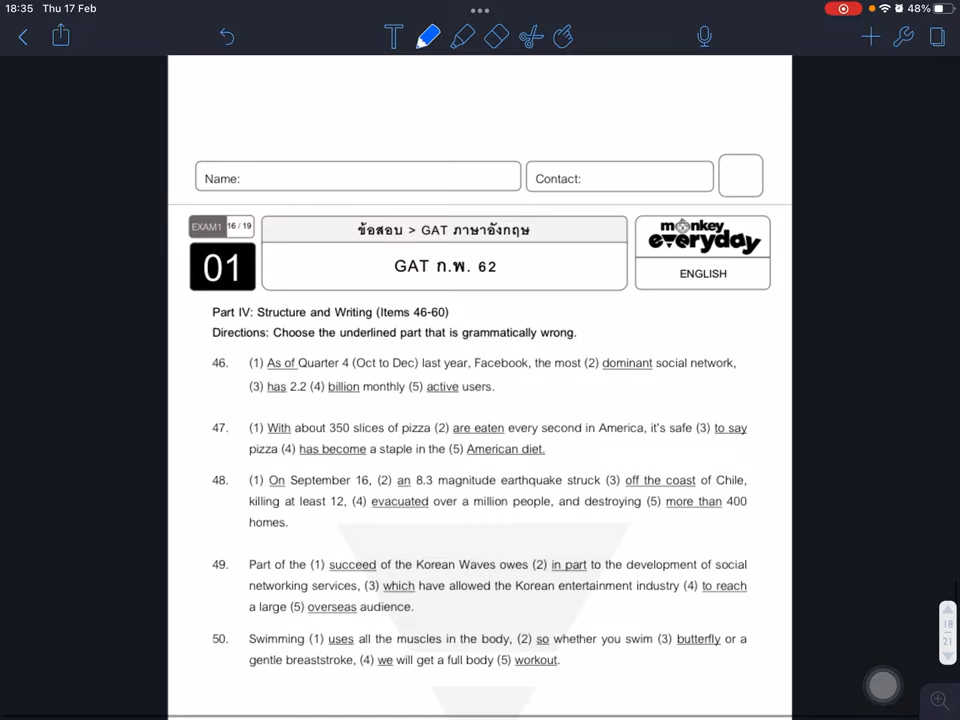 18:35 Thu 17 Feb
48%
Name:
Contact:
EXAM1 16 / 19
01
ข้อสอบ > GAT ภาษาอังกฤษ
GAT ก.พ. 62
monkey
everyday
ENGLISH
Part IV: Structure and Writing (Items 46-60)
Directions: Choose the underlined part that is grammatically wrong.
46. (1) As of Quarter 4 (Oct to Dec) last year, Facebook, the most (2) dominant social network,
(3) has 2.2 (4) billion monthly (5) active users.
47. (1) With about 350 slices of pizza (2) are eaten every second in America, it's safe (3) to say
pizza (4) has become a staple in the (5) American diet.
48. (1) On September 16, (2) an 8.3 magnitude earthquake struck (3) off the coast of Chile,
killing at least 12, (4) evacuated over a million people, and destroying (5) more than 400
homes.
49. Part of the (1) succeed of the Korean Waves owes (2) in part to the development of social
networking services, (3) which have allowed the Korean entertainment industry (4) to reach
a large (5) overseas audience.
50. Swimming (1) uses all the muscles in the body, (2) so whether you swim (3) butterfly or a
gentle breaststroke, (4) we will get a full body (5) workout.
18
21